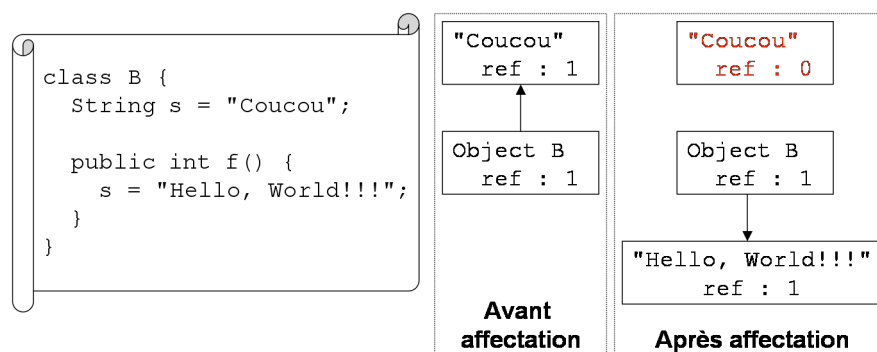 class B {
  String s = "Coucou";
  public int f() {
    s = "Hello, World!!!";
  }
}
"Coucou"
ref : 1
Object B
ref : 1
Avant
affectation
"Coucou"
ref : 0
Object B
ref : 1
"Hello, World!!!"
ref : 1
Après affectation